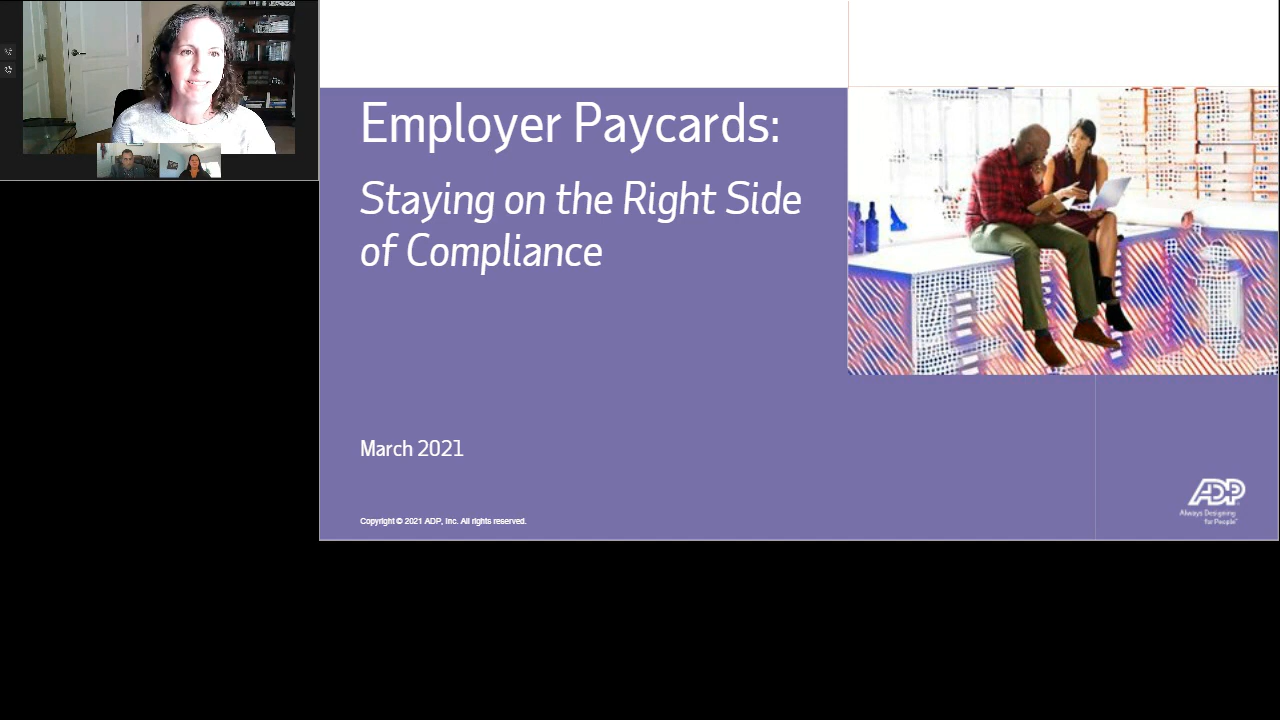 Employer Paycards:
Staying on the Right Side
of Compliance
March 2021
Copyright © 2021 ADP, Inc. All rights reserved.
ADP
Always Designing
for People®